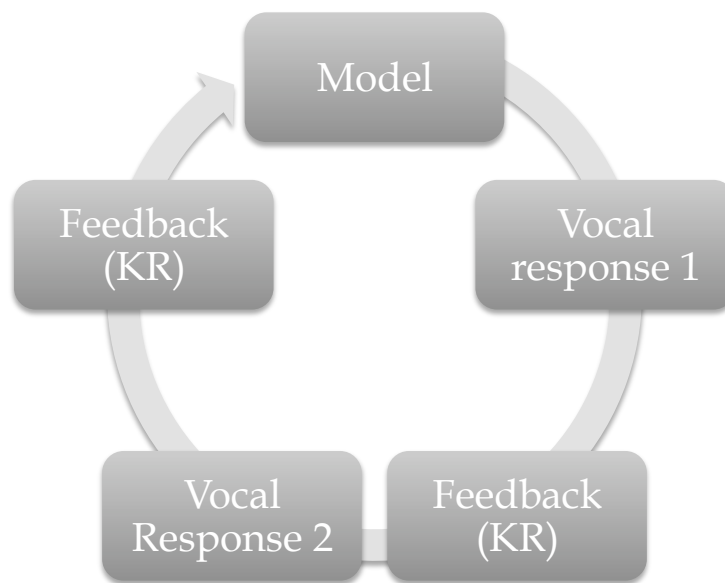 Model
Vocal
response 1
Feedback
(KR)
Vocal
Response 2
Feedback
(KR)